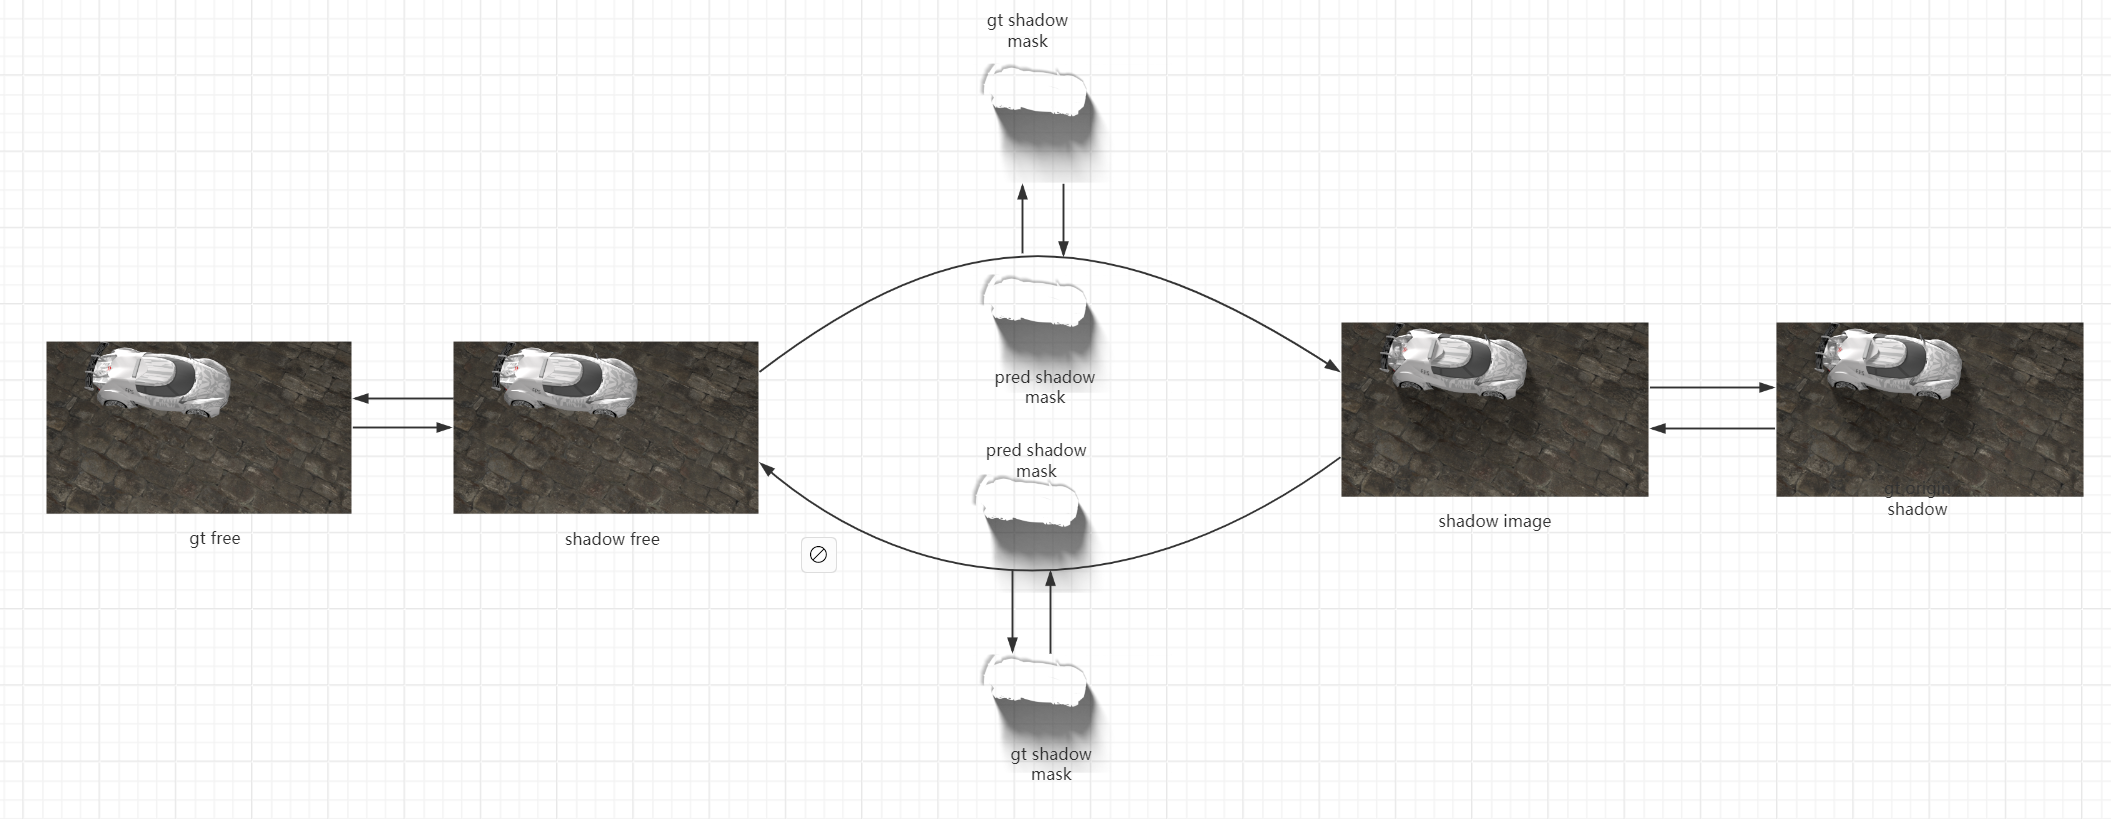 gt shadow
mask
pred shadow
mask
pred shadow
mask
gt free
shadow free
shadow image
gt origin
shadow
gt shadow
mask